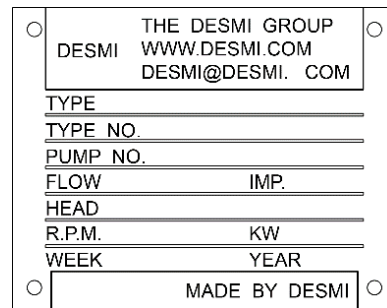 THE DESMI GROUP
DESMI WWW.DESMI.COM
DESMI@DESMI. COM
TYPE
TYPE NO.
PUMP NO.
FLOW IMP.
HEAD
R.P.M. KW
WEEK YEAR
MADE BY DESMI